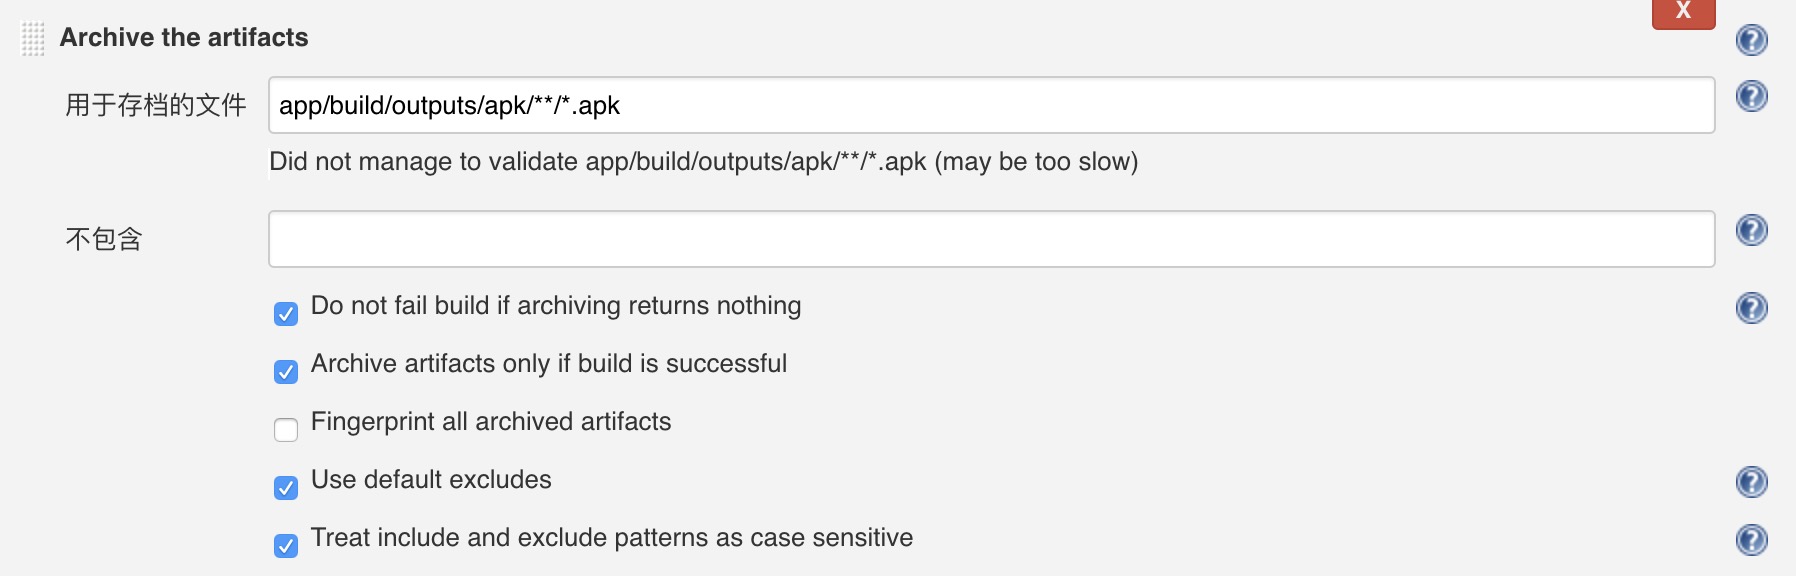 X
Archive the artifacts
用于存档的文件 app/build/outputs/apk/**/*.apk
Did not manage to validate app/build/outputs/apk/**/*.apk (may be too slow)
不包含
Do not fail build if archiving returns nothing
Archive artifacts only if build is successful
Fingerprint all archived artifacts
Use default excludes
Treat include and exclude patterns as case sensitive